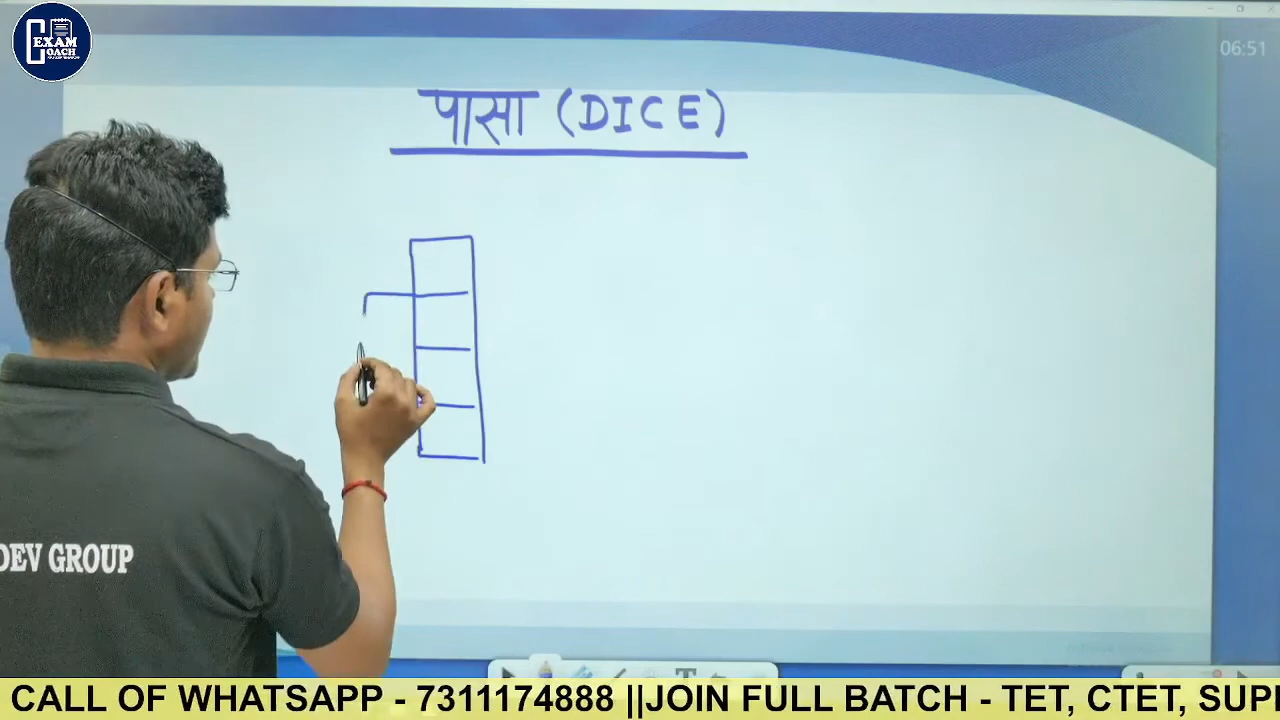 EXAM
COACH
06:51
पासा (DICE)
DEV GROUP
CALL OF WHATSAPP - 7311174888 ||JOIN FULL BATCH - TET, CTET, SUP